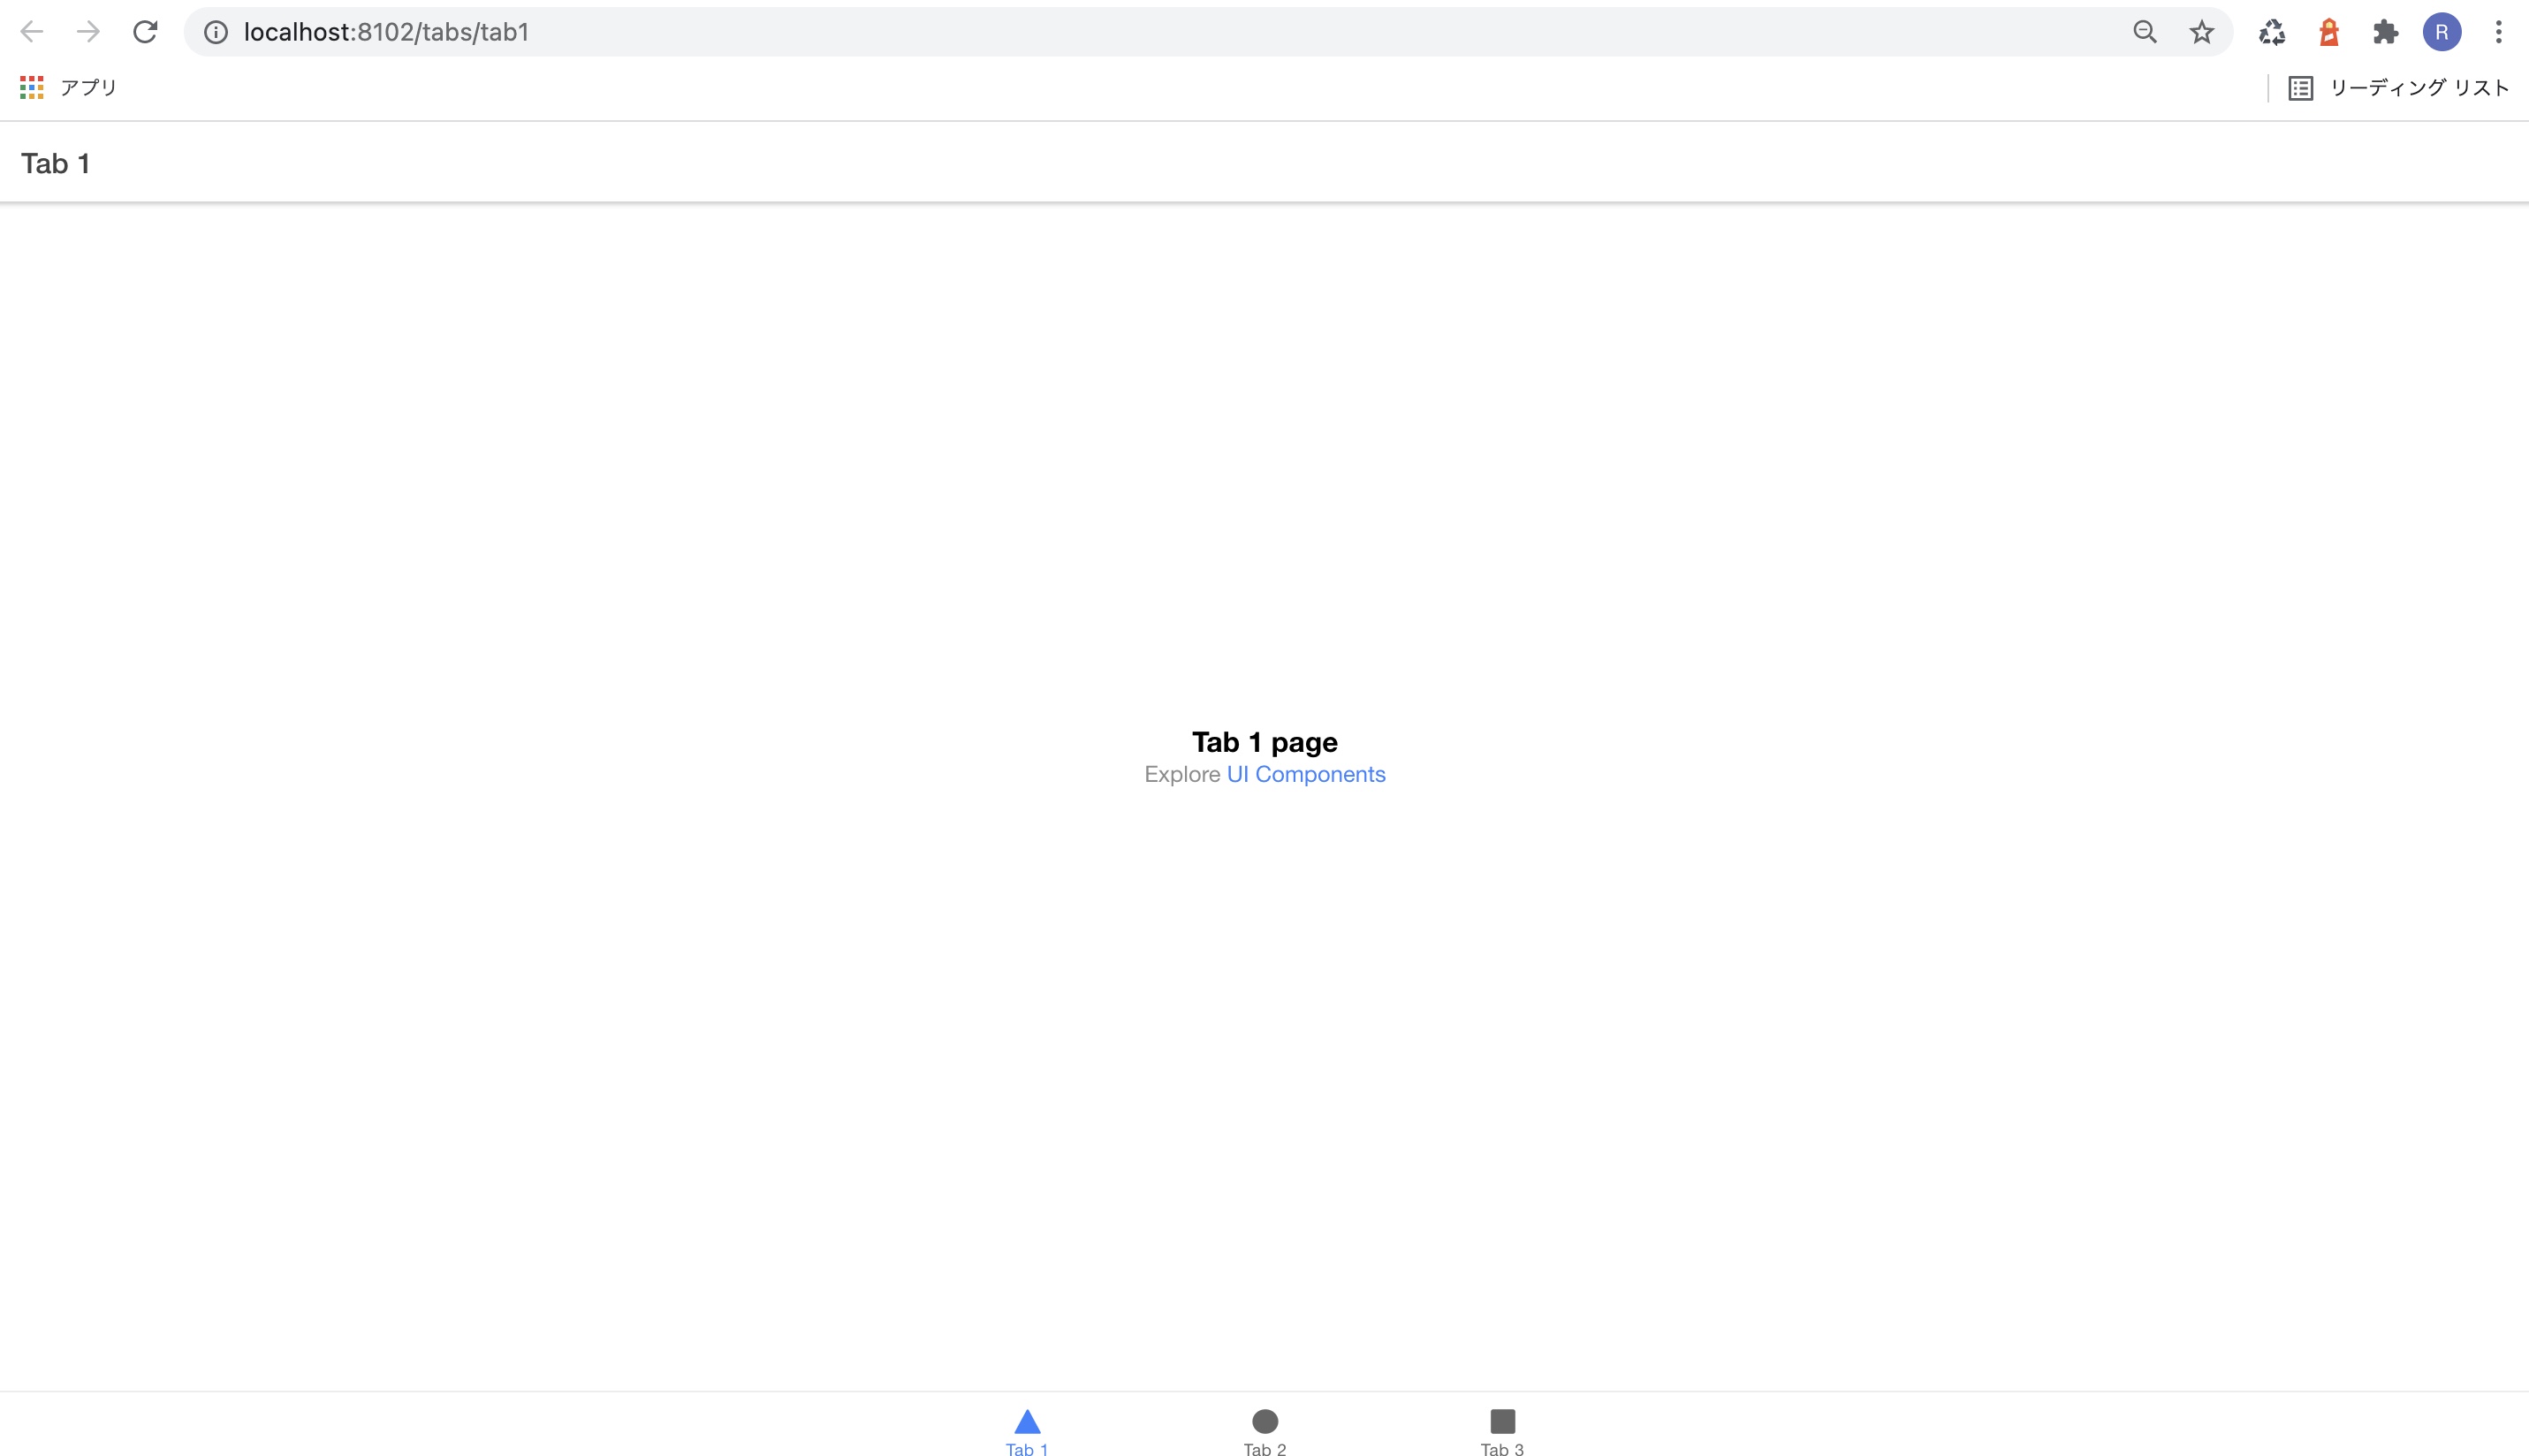 localhost:8102/tabs/tab1
R
アプリ
リーディング リスト
Tab 1
Tab 1 page
Explore UI Components
Tab 1
Tab 2
Tab 3